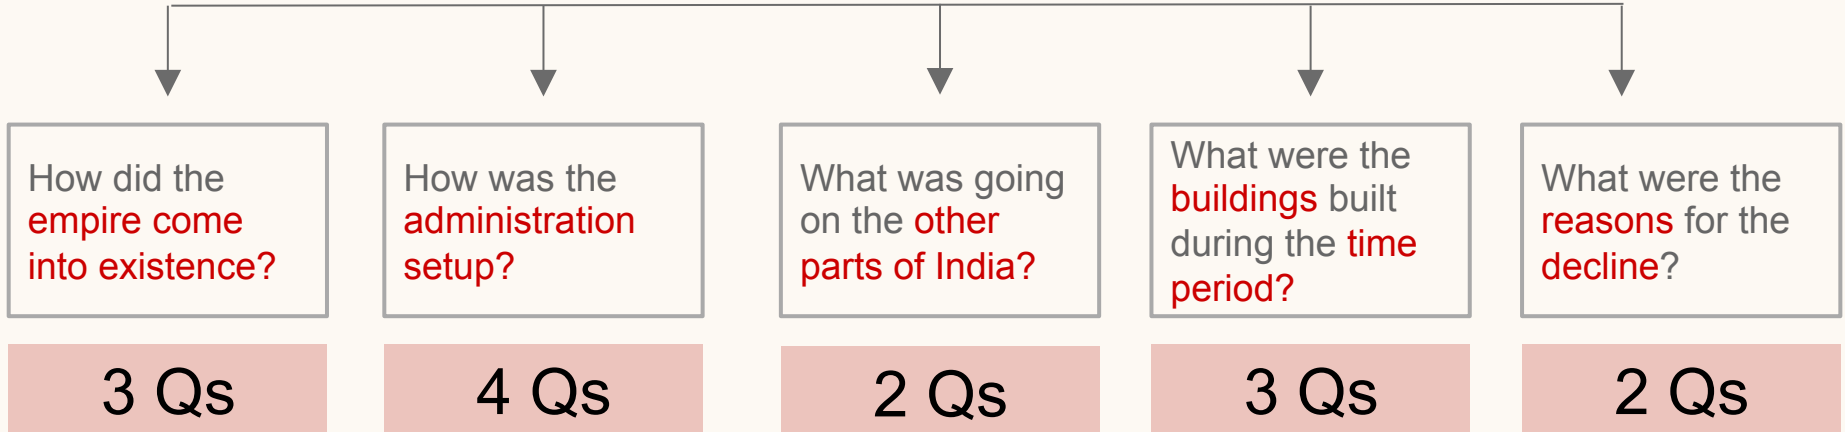 How did the
empire come
into existence?
3 Qs
How was the
administration
setup?
4 Qs
What was going
on the other
parts of India?
2 Qs
What were the
buildings built
during the time
period?
3 Qs
What were the
reasons for the
decline?
2 Qs